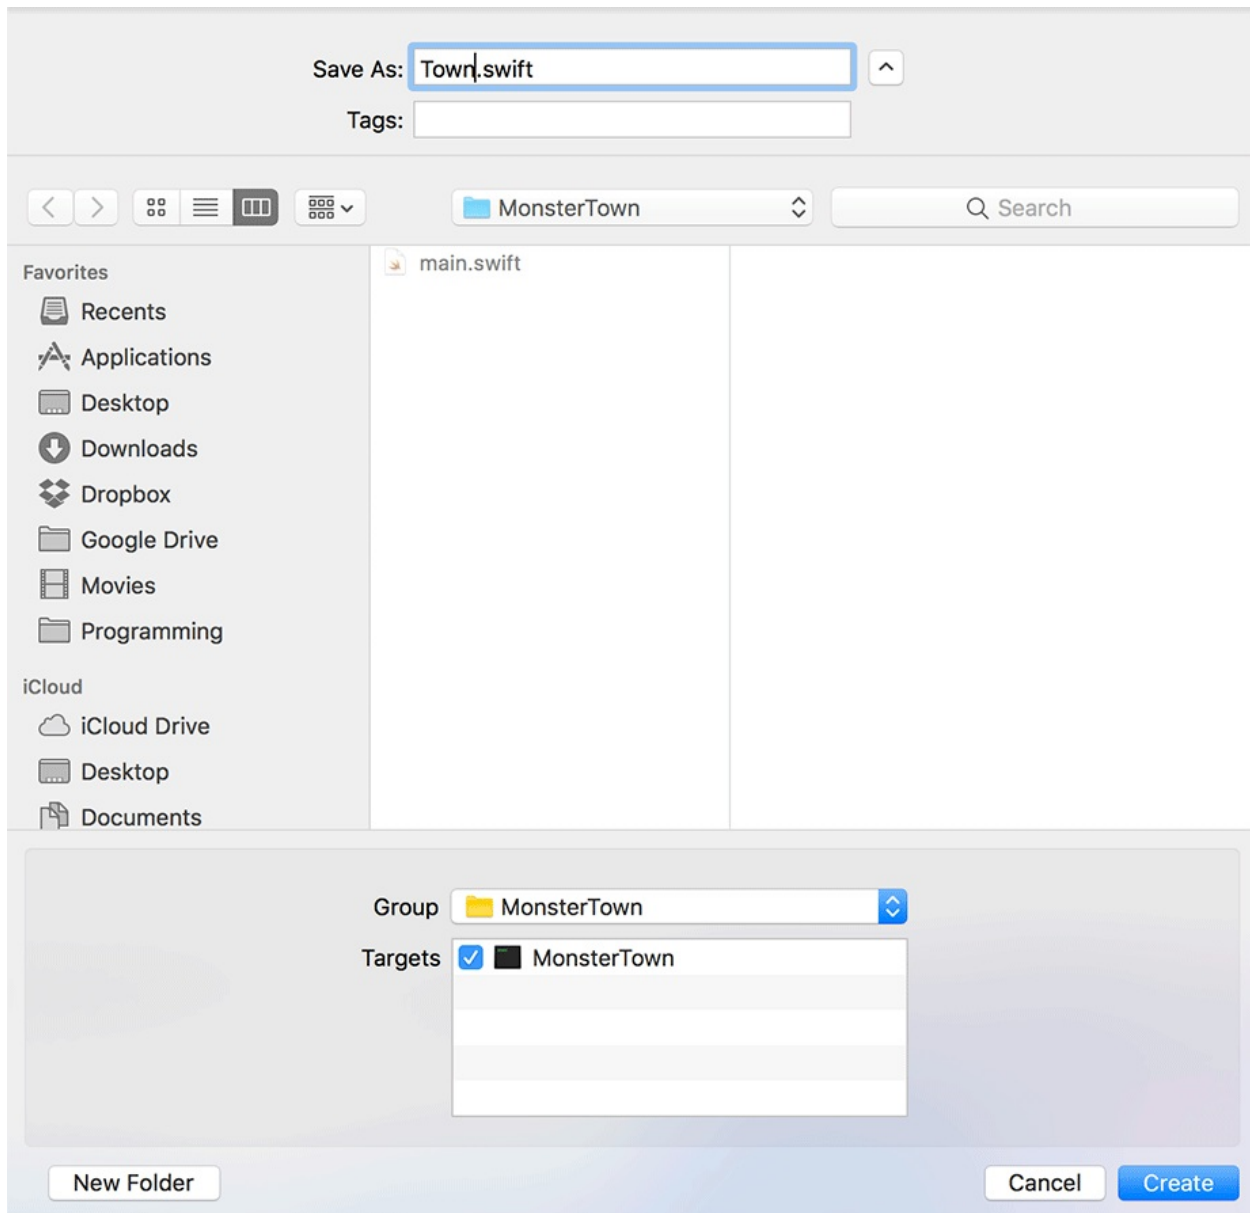 Save As: Town.swift
Tags:
MonsterTown
Search
Favorites
Recents
Applications
Desktop
Downloads
Dropbox
Google Drive
Movies
Programming
iCloud
iCloud Drive
Desktop
Documents
main.swift
Group MonsterTown
Targets MonsterTown
New Folder
Cancel
Create